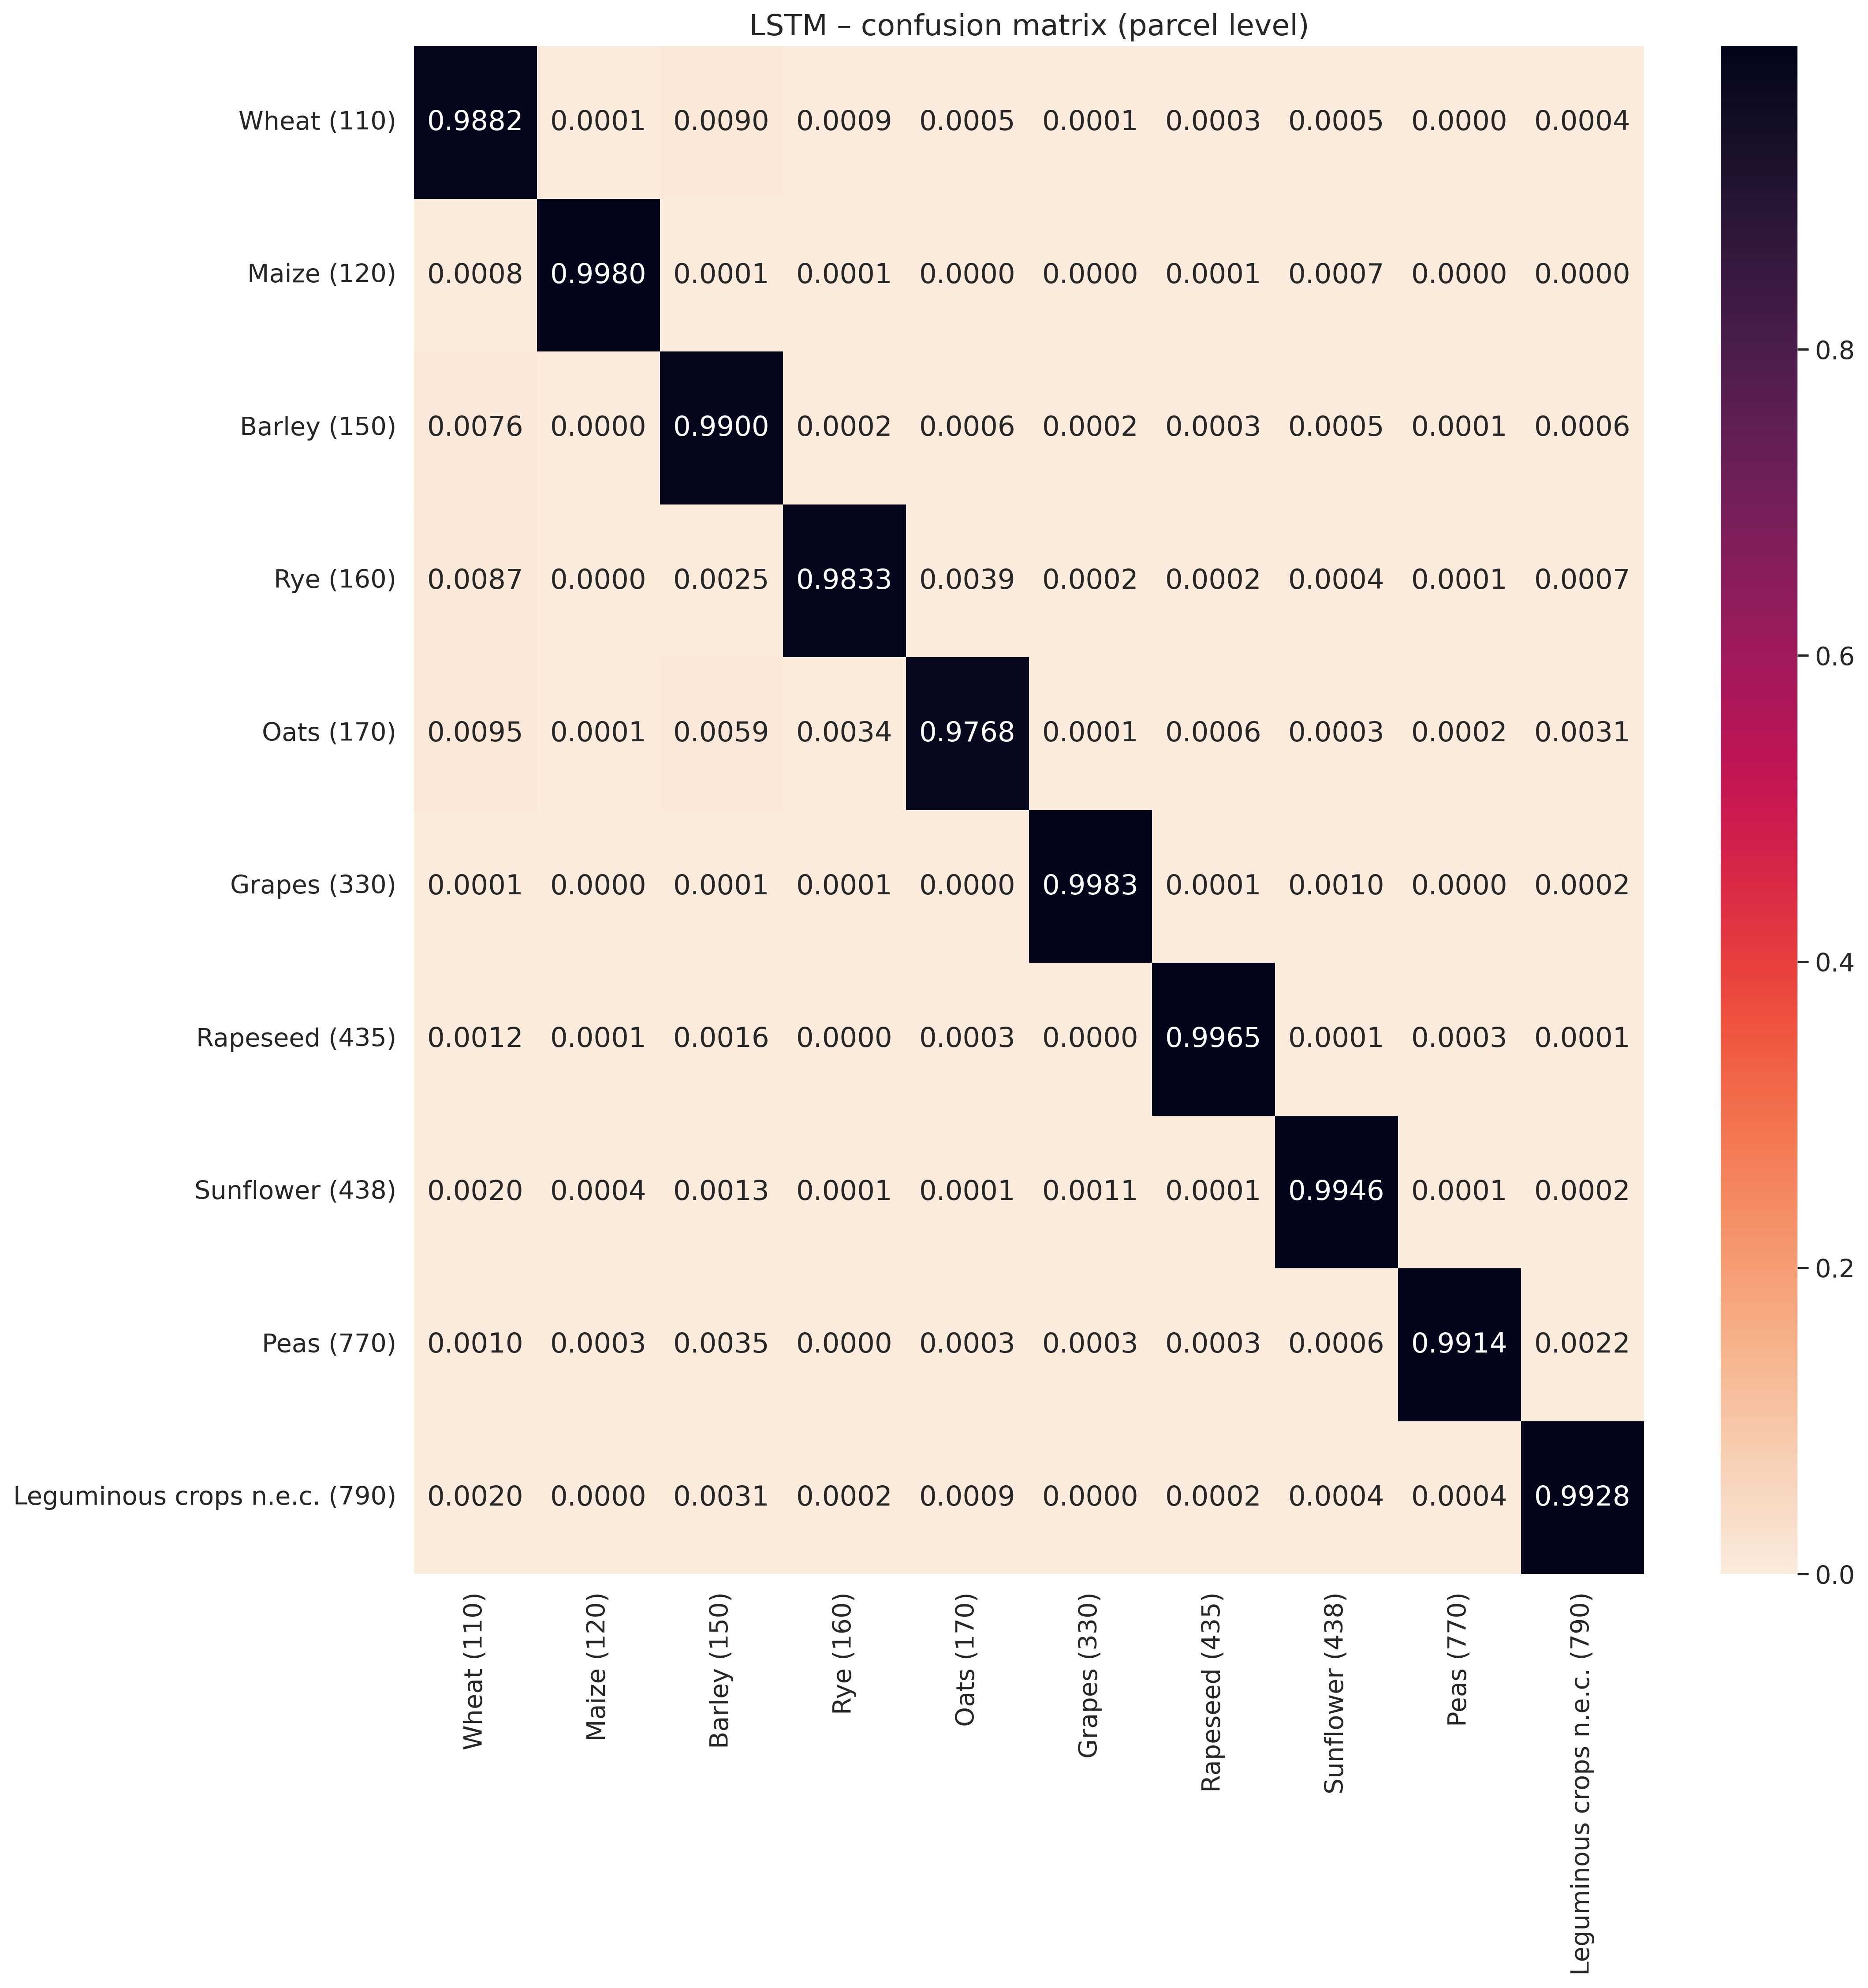 LSTM – confusion matrix (parcel level)
Wheat (110) 0.9882 0.0001 0.0090 0.0009 0.0005 0.0001 0.0003 0.0005 0.0000 0.0004
Maize (120) 0.0008 0.9980 0.0001 0.0001 0.0000 0.0000 0.0001 0.0007 0.0000 0.0000
Barley (150) 0.0076 0.0000 0.9900 0.0002 0.0006 0.0002 0.0003 0.0005 0.0001 0.0006
Rye (160) 0.0087 0.0000 0.0025 0.9833 0.0039 0.0002 0.0002 0.0004 0.0001 0.0007
Oats (170) 0.0095 0.0001 0.0059 0.0034 0.9768 0.0001 0.0006 0.0003 0.0002 0.0031
Grapes (330) 0.0001 0.0000 0.0001 0.0001 0.0000 0.9983 0.0001 0.0010 0.0000 0.0002
Rapeseed (435) 0.0012 0.0001 0.0016 0.0000 0.0003 0.0000 0.9965 0.0001 0.0003 0.0001
Sunflower (438) 0.0020 0.0004 0.0013 0.0001 0.0001 0.0011 0.0001 0.9946 0.0001 0.0002
Peas (770) 0.0010 0.0003 0.0035 0.0000 0.0003 0.0003 0.0003 0.0006 0.9914 0.0022
Leguminous crops n.e.c. (790) 0.0020 0.0000 0.0031 0.0002 0.0009 0.0000 0.0002 0.0004 0.0004 0.9928
Wheat (110)
Maize (120)
Barley (150)
Rye (160)
Oats (170)
Grapes (330)
Rapeseed (435)
Sunflower (438)
Peas (770)
Leguminous crops n.e.c. (790)
0.8
0.6
0.4
0.2
0.0